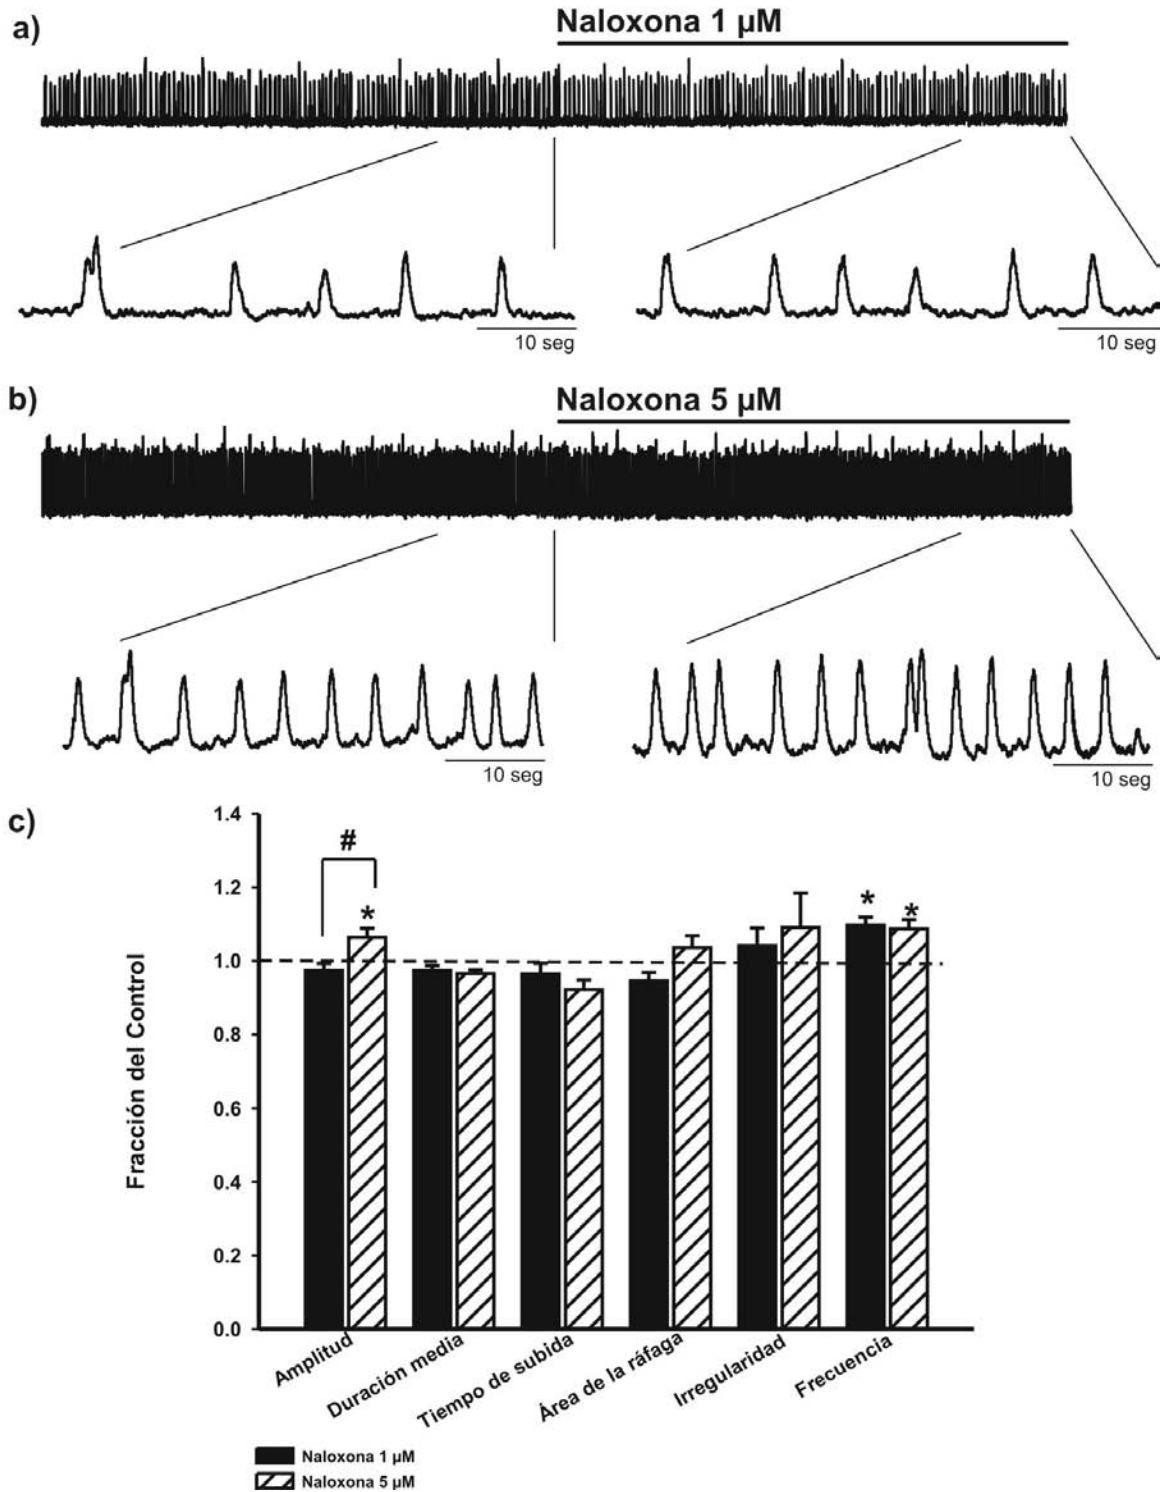 a)
Naloxona 1 µM
10 seg
10 seg
b)
Naloxona 5 µM
10 seg
10 seg
c)
Fracción del Control
1.4
1.2
1.0
0.8
0.6
0.4
0.2
0.0
#
*
*
*
Amplitud
Duración media
Tiempo de subida
Área de la ráfaga
Irregularidad
Frecuencia
Naloxona 1 µM
Naloxona 5 µM